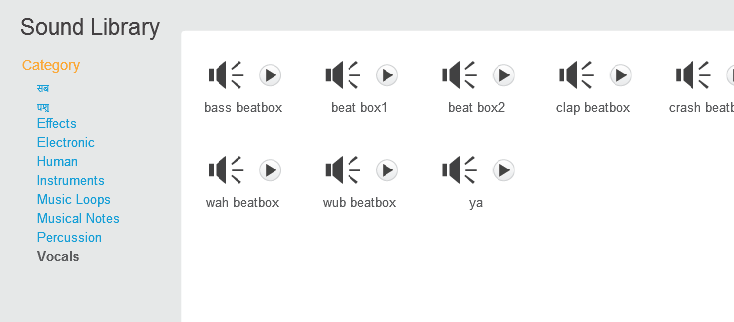 Sound Library
Category
सब
पशु
Effects
Electronic
Human
Instruments
Music Loops
Musical Notes
Percussion
Vocals
bass beatbox beat box1 beat box2 clap beatbox crash beatb
wah beatbox wub beatbox ya